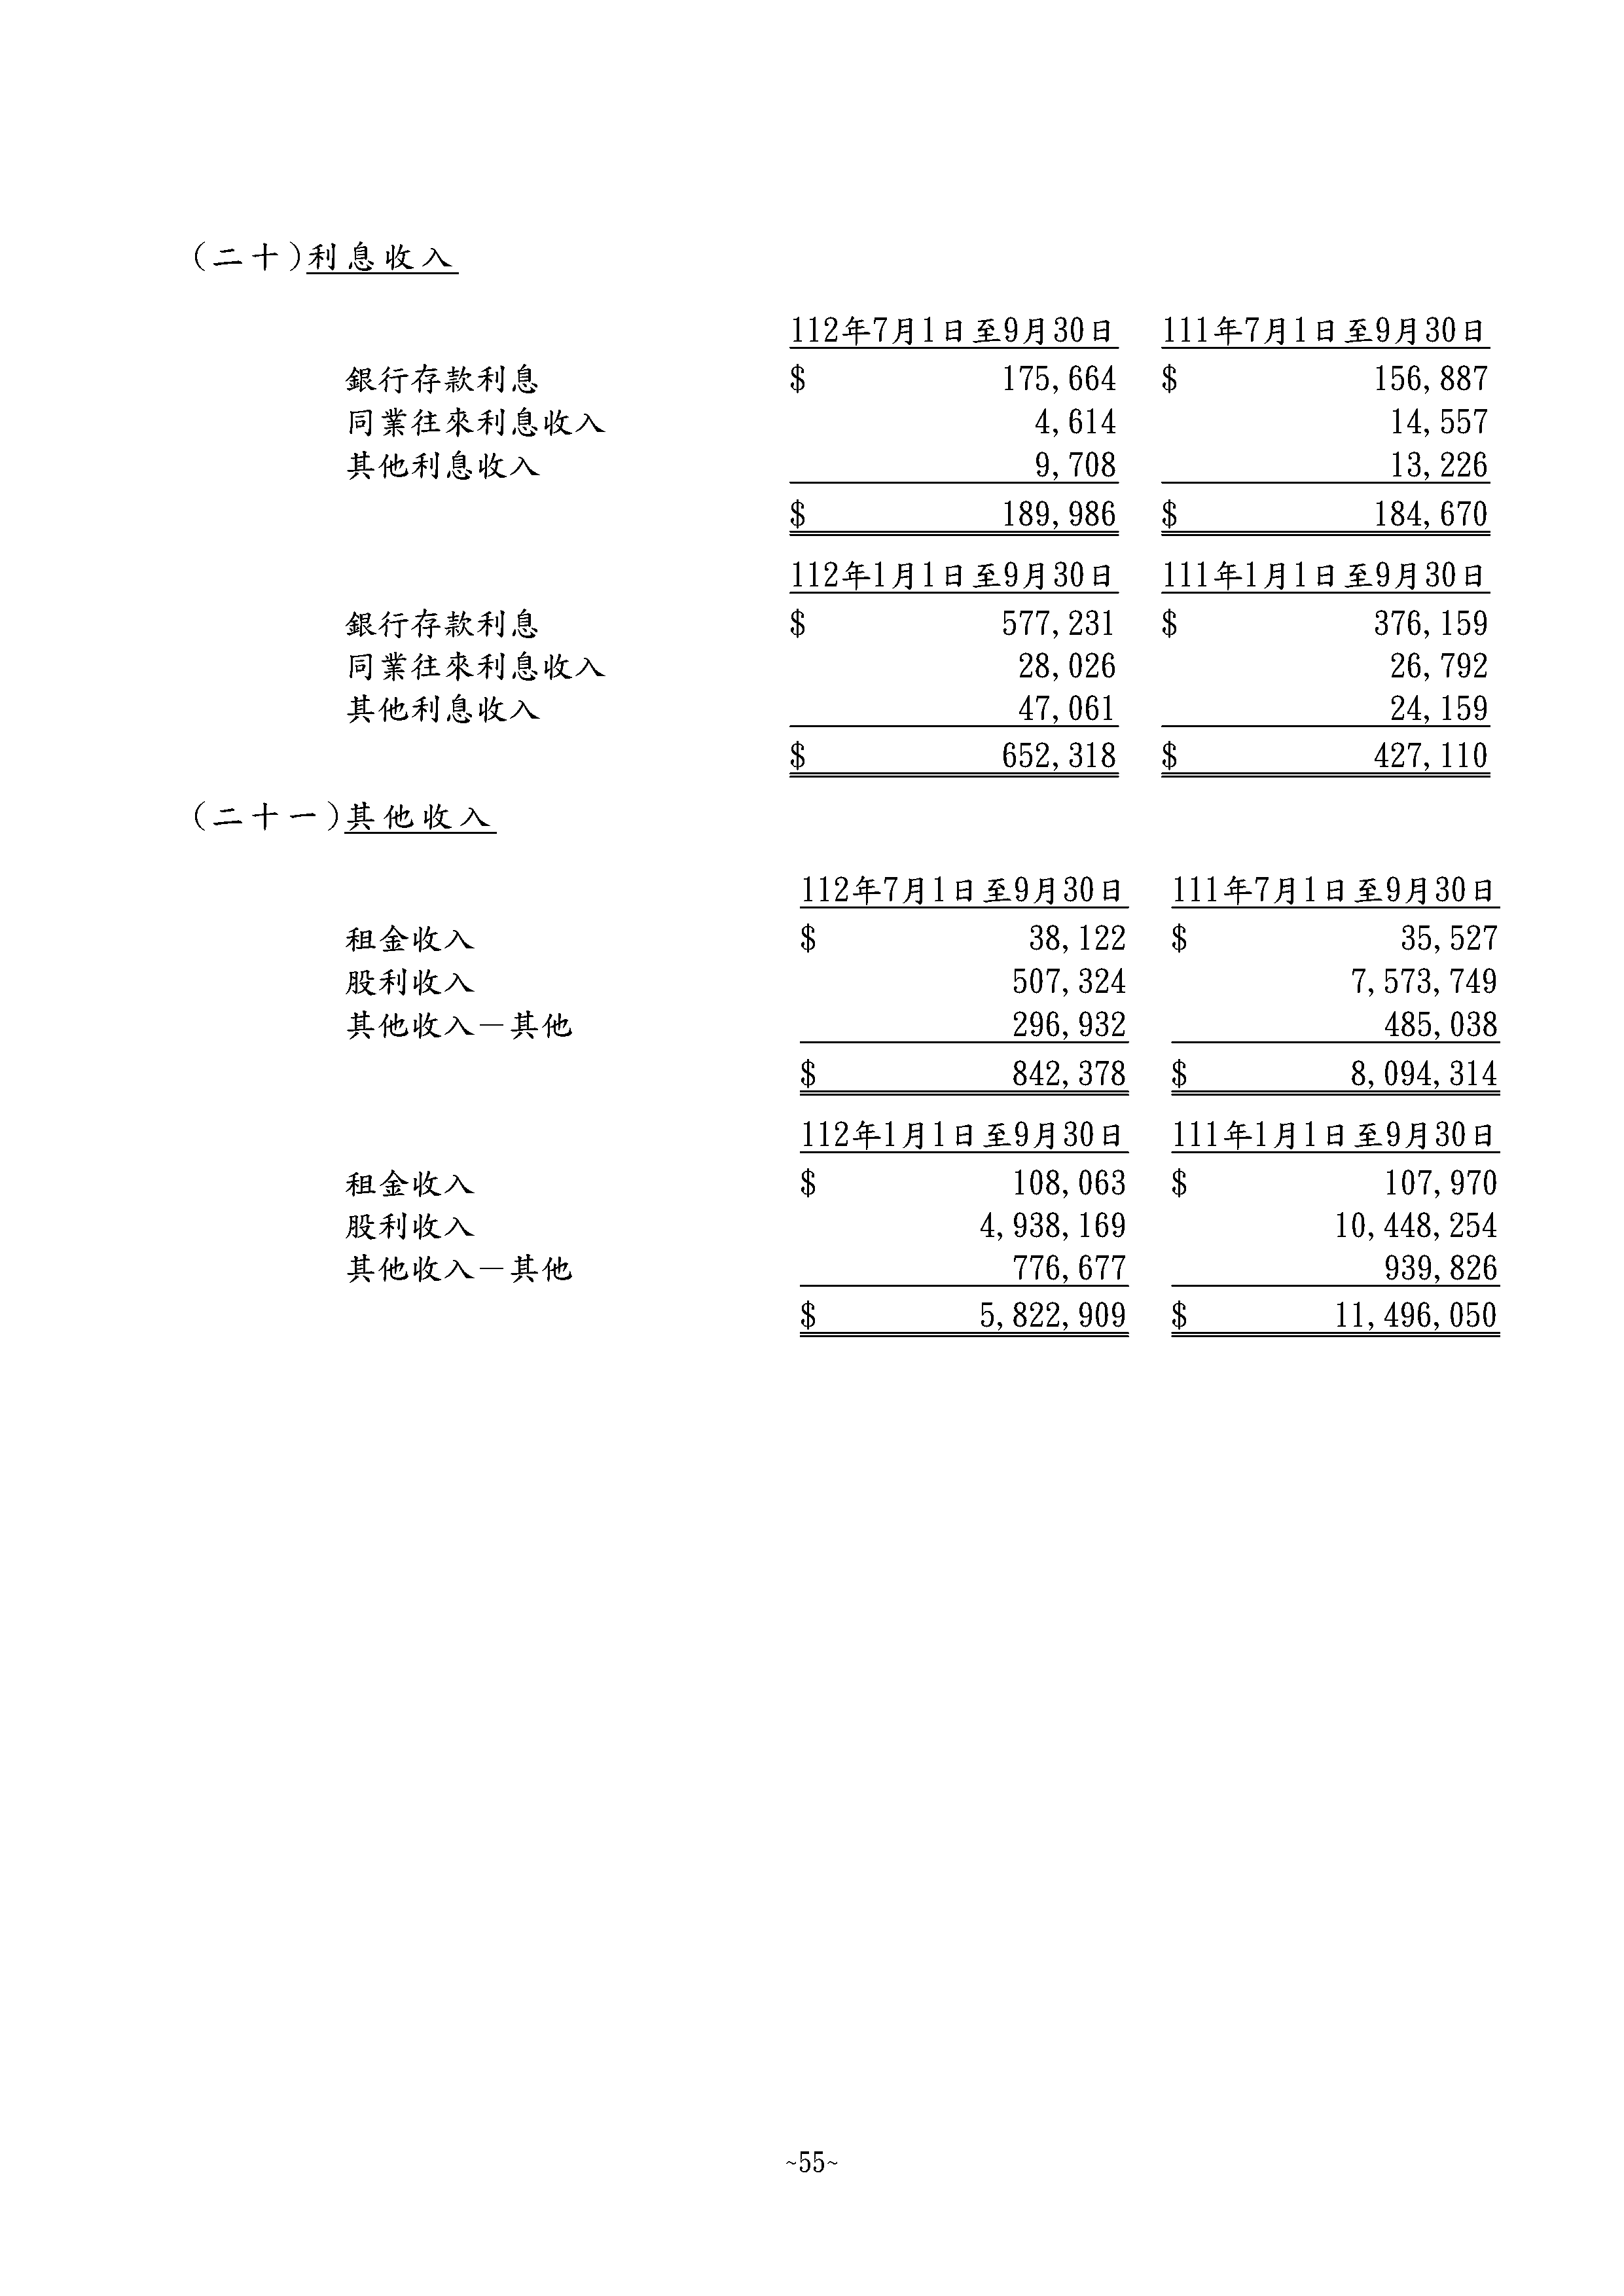 (二十)利息收入
112年7月1日至9月30日 111年7月1日至9月30日
銀行存款利息 $ 175,664 $ 156,887
同業往來利息收入 4,614 14,557
其他利息收入 9,708 13,226
$ 189,986 $ 184,670
112年1月1日至9月30日 111年1月1日至9月30日
銀行存款利息 $ 577,231 $ 376,159
同業往來利息收入 28,026 26,792
其他利息收入 47,061 24,159
$ 652,318 $ 427,110
(二十一)其他收入
112年7月1日至9月30日 111年7月1日至9月30日
租金收入 $ 38,122 $ 35,527
股利收入 507,324 7,573,749
其他收入－其他 296,932 485,038
$ 842,378 $ 8,094,314
112年1月1日至9月30日 111年1月1日至9月30日
租金收入 $ 108,063 $ 107,970
股利收入 4,938,169 10,448,254
其他收入－其他 776,677 939,826
$ 5,822,909 $ 11,496,050
~55~